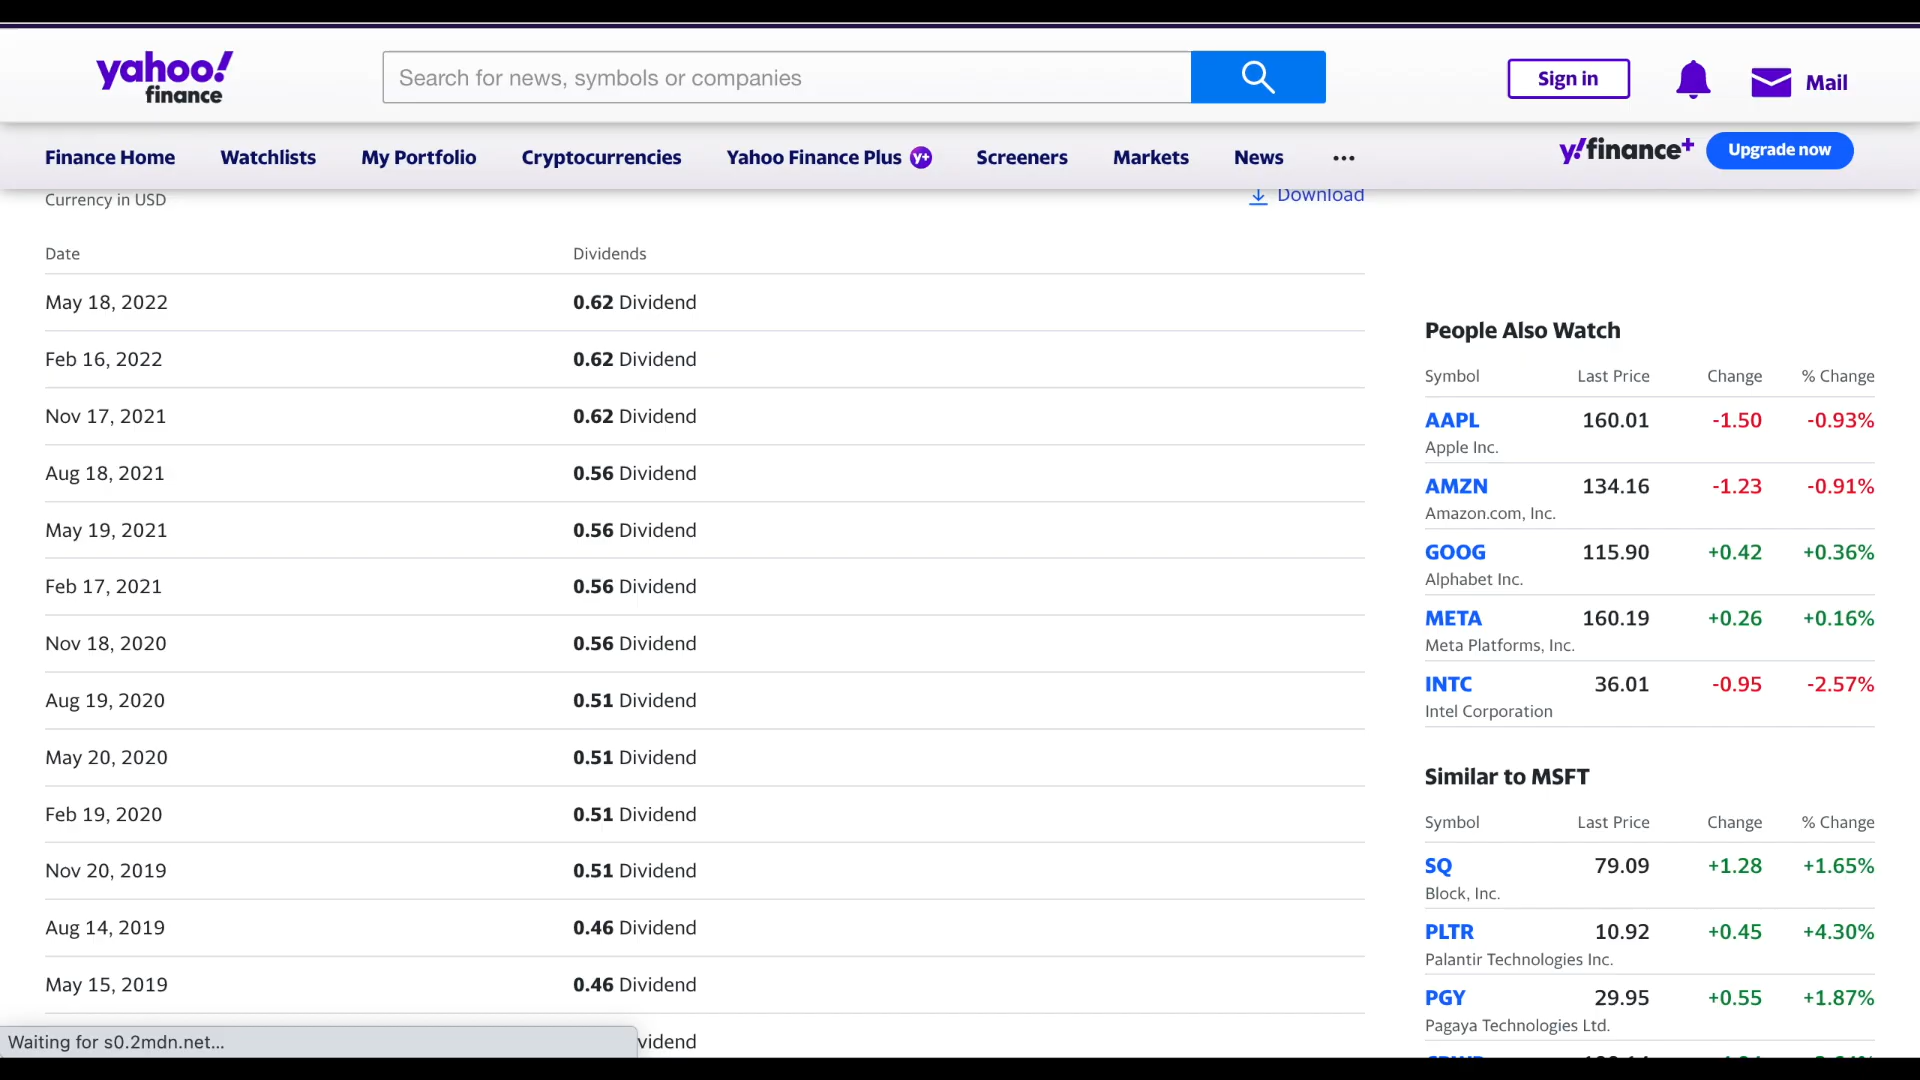 yahoo!
finance
Search for news, symbols or companies
Sign in
Mail
Finance Home Watchlists My Portfolio Cryptocurrencies Yahoo Finance Plus y+ Screeners Markets News ...
y!finance+ Upgrade now
Currency in USD
Download
Date Dividends
May 18, 2022 0.62 Dividend
Feb 16, 2022 0.62 Dividend
Nov 17, 2021 0.62 Dividend
Aug 18, 2021 0.56 Dividend
May 19, 2021 0.56 Dividend
Feb 17, 2021 0.56 Dividend
Nov 18, 2020 0.56 Dividend
Aug 19, 2020 0.51 Dividend
May 20, 2020 0.51 Dividend
Feb 19, 2020 0.51 Dividend
Nov 20, 2019 0.51 Dividend
Aug 14, 2019 0.46 Dividend
May 15, 2019 0.46 Dividend
vidend
Waiting for s0.2mdn.net...
People Also Watch
Symbol Last Price Change % Change
AAPL 160.01 -1.50 -0.93%
Apple Inc.
AMZN 134.16 -1.23 -0.91%
Amazon.com, Inc.
GOOG 115.90 +0.42 +0.36%
Alphabet Inc.
META 160.19 +0.26 +0.16%
Meta Platforms, Inc.
INTC 36.01 -0.95 -2.57%
Intel Corporation
Similar to MSFT
Symbol Last Price Change % Change
SQ 79.09 +1.28 +1.65%
Block, Inc.
PLTR 10.92 +0.45 +4.30%
Palantir Technologies Inc.
PGY 29.95 +0.55 +1.87%
Pagaya Technologies Ltd.